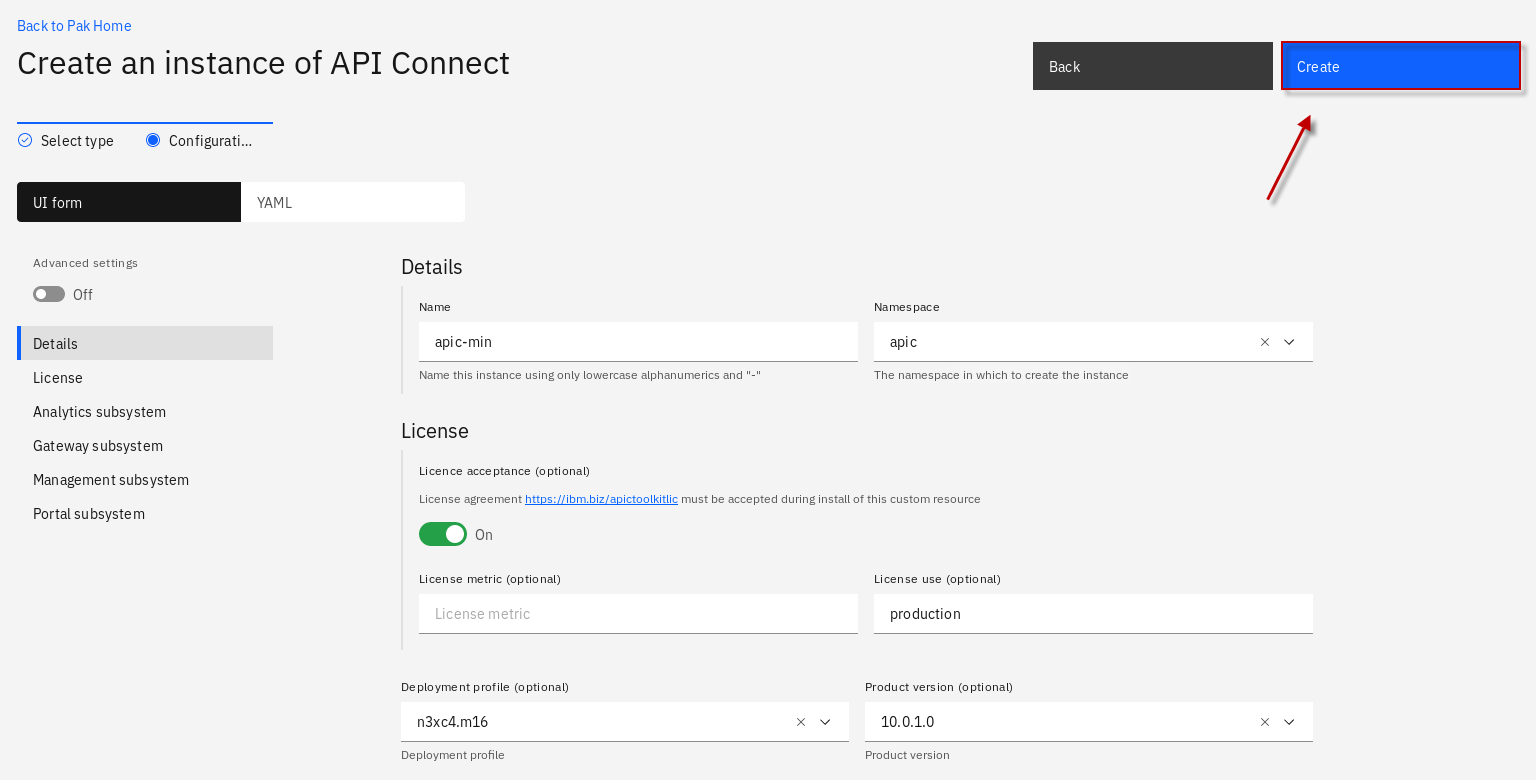 Back to Pak Home
Create an instance of API Connect
Back
Create
Select type
Configurati...
UI form
YAML
Advanced settings
Off
Details
License
Analytics subsystem
Gateway subsystem
Management subsystem
Portal subsystem
Details
Name
Namespace
apic-min
apic
Name this instance using only lowercase alphanumerics and "-"
The namespace in which to create the instance
License
Licence acceptance (optional)
License agreement https://ibm.biz/apictoolkitlic must be accepted during install of this custom resource
On
License metric (optional)
License use (optional)
License metric
production
Deployment profile (optional)
Product version (optional)
n3xc4.m16
10.0.1.0
Deployment profile
Product version